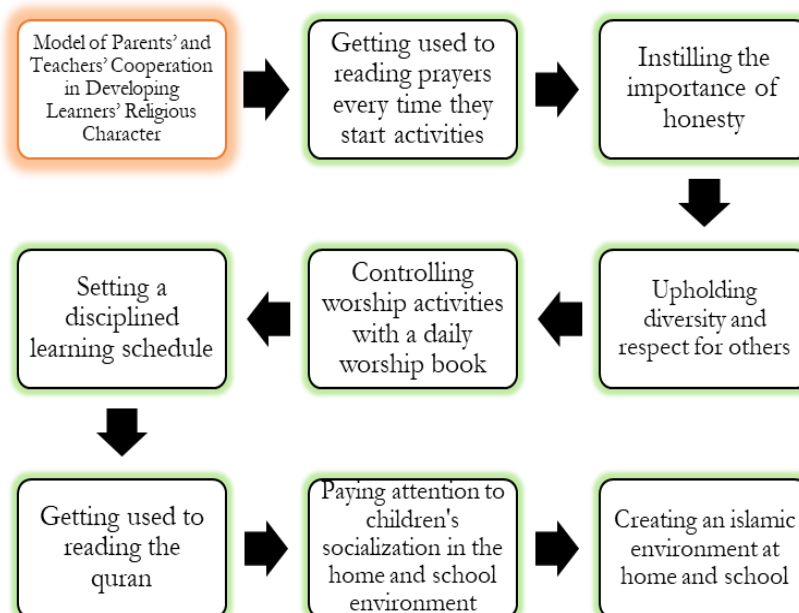 Model of Parents’ and
Teachers’ Cooperation
in Developing
Learners’ Religious
Character
Getting used to
reading prayers
every time they
start activities
Instilling the
importance of
honesty
Upholding
diversity and
respect for others
Controlling
worship activities
with a daily
worship book
Setting a
disciplined
learning schedule
Getting used to
reading the
quran
Paying attention to
children's
socialization in the
home and school
environment
Creating an islamic
environment at
home and school